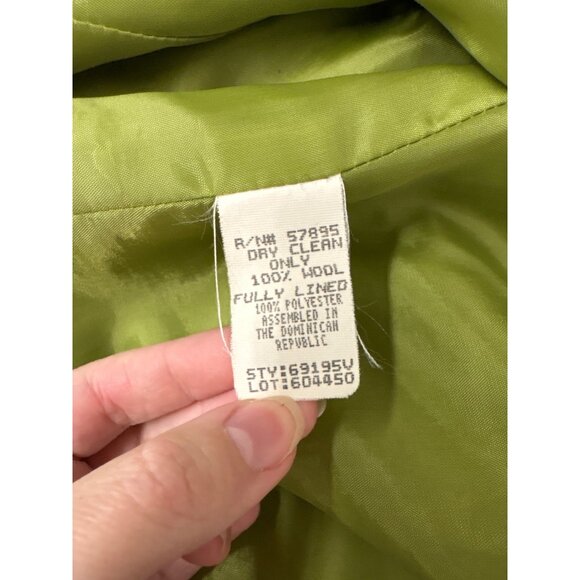 R/N# 57895
DRY CLEAN
ONLY
100% WOOL
FULLY LINED
100% POLYESTER
ASSEMBLED IN
THE DOMINICAN
REPUBLIC
STY:69195V
LOT:604450